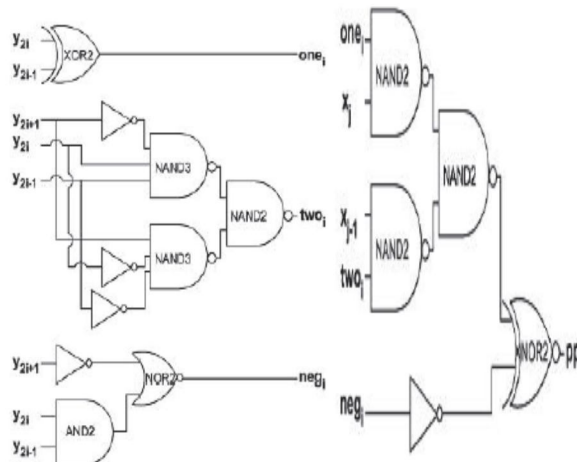 y2i
XOR2
y2i-1
onei
y2i+1
y2i
y2i-1
NAND3
NAND2
twoi
NAND3
y2i+1
NOR2
negi
y2i
AND2
y2i-1
onei
NAND2
xj
NAND2
xj-1
NAND2
twoi
XNOR2
pp
negi